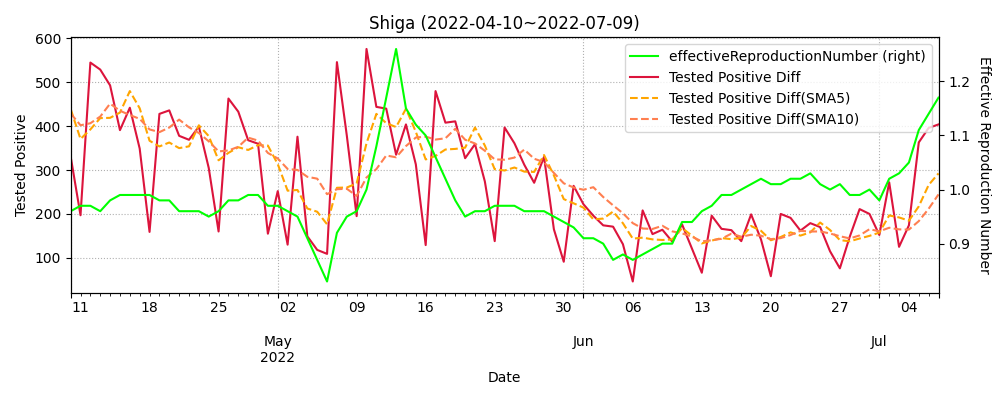 Shiga (2022-04-10~2022-07-09)
effectiveReproductionNumber (right)
Tested Positive Diff
Tested Positive Diff(SMA5)
Tested Positive Diff(SMA10)
Tested Positive
600
500
400
300
200
100
1.2
1.1
1.0
0.9
Effective Reproduction Number
11 18 25 02 09 16 23 30 06 13 20 27 04
May Jun Jul
2022
Date